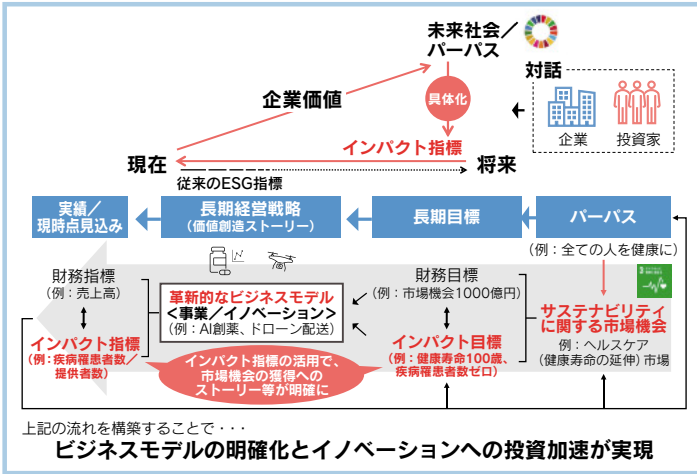 未来社会／
パーパス
対話
企業価値
具体化
企業
投資家
インパクト指標
現在
将来
従来のESG指標
実績／
現時点見込み
長期経営戦略
（価値創造ストーリー）
長期目標
パーパス
（例：全ての人を健康に）
財務指標
（例：売上高）
革新的なビジネスモデル
＜事業／イノベーション＞
（例：AI創薬、ドローン配送）
財務目標
（例：市場機会1000億円）
3
サステナビリティ
に関する市場機会
例：ヘルスケア
（健康寿命の延伸）市場
インパクト指標
（例：疾病罹患者数／
提供者数）
インパクト指標の活用で、
市場機会の獲得への
ストーリー等が明確に
インパクト目標
（例：健康寿命100歳、
疾病罹患者数ゼロ）
上記の流れを構築することで・・・
ビジネスモデルの明確化とイノベーションへの投資加速が実現